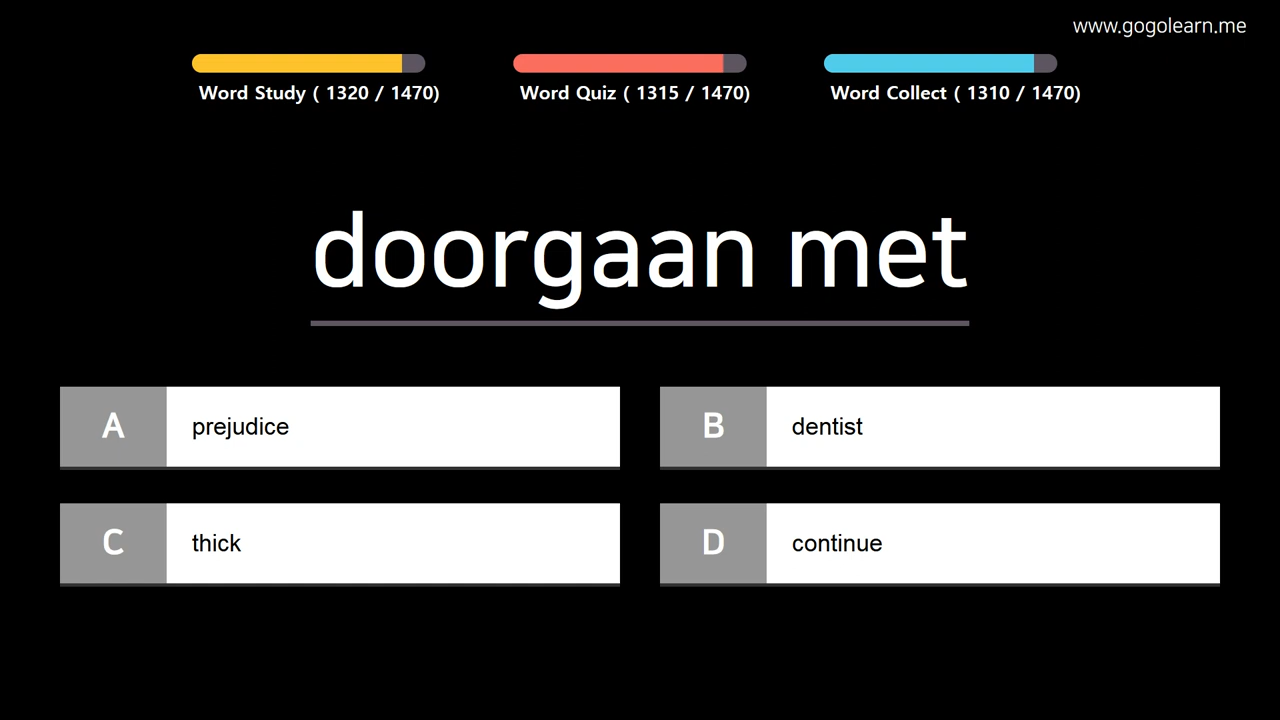 www.gogolearn.me
Word Study ( 1320 / 1470)
Word Quiz ( 1315 / 1470)
Word Collect ( 1310 / 1470)
doorgaan met
A prejudice
B dentist
C thick
D continue